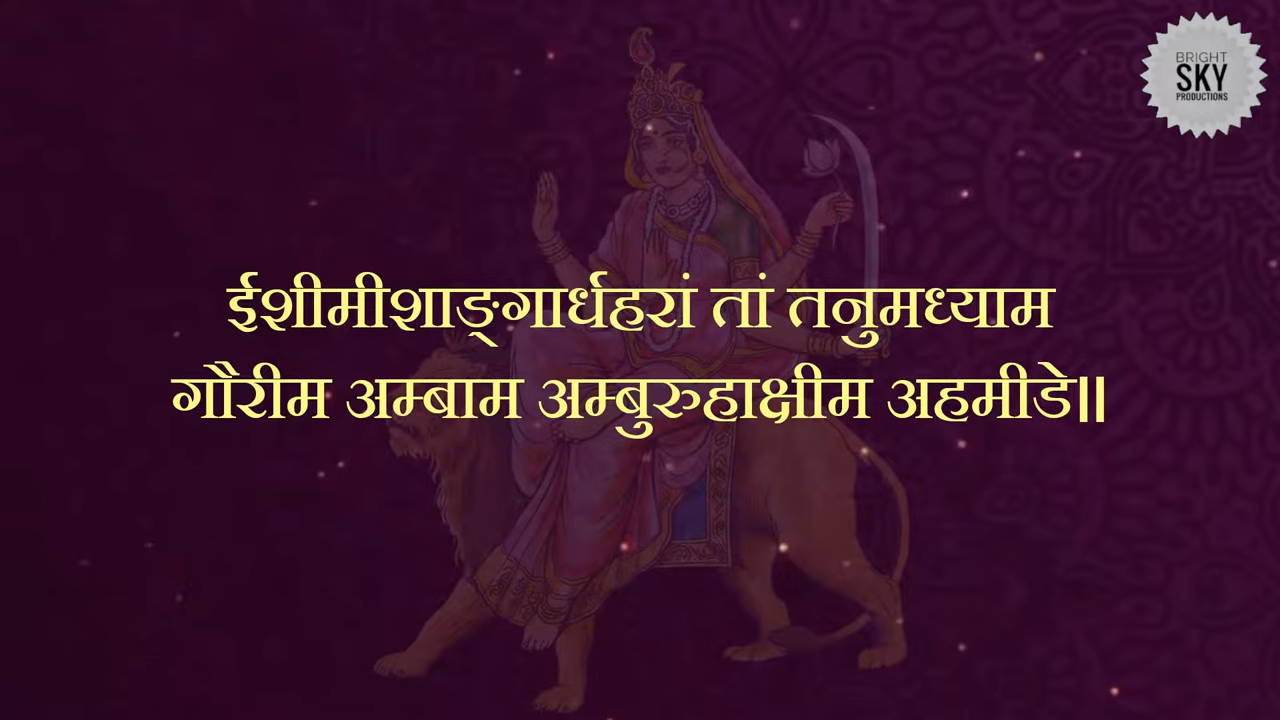 BRIGHT
SKY
PRODUCTIONS
ईशीमीशाङ्गार्धहरां तां तनुमध्याम
गौरीम अम्बाम अम्बुरुहाक्षीम अहमीडे॥